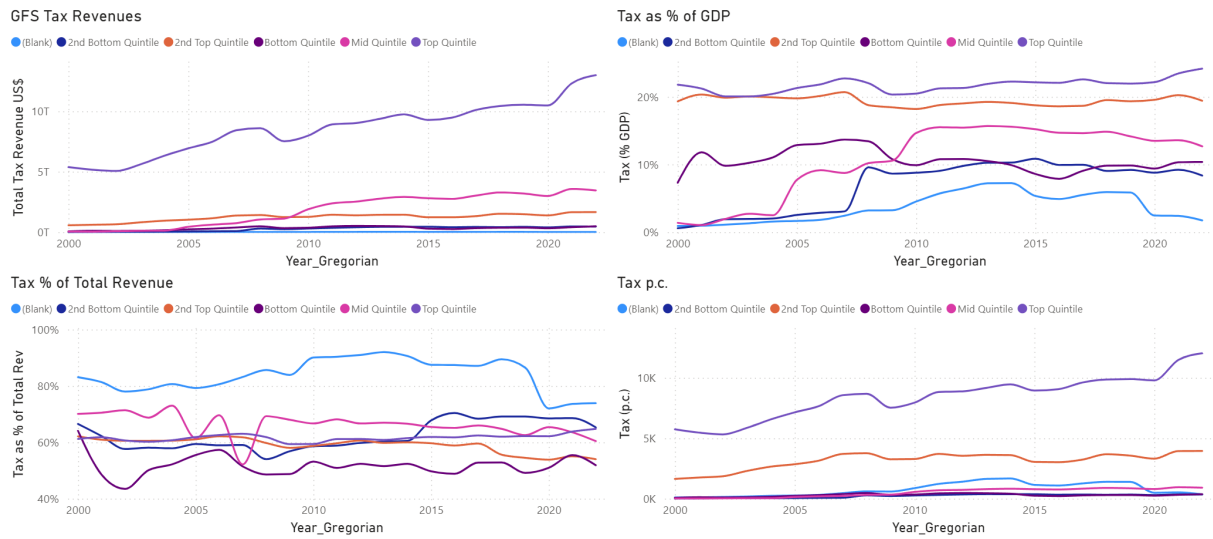 GFS Tax Revenues
(Blank) 2nd Bottom Quintile 2nd Top Quintile Bottom Quintile Mid Quintile Top Quintile
Total Tax Revenue US$
10T
5T
0T
2000 2005 2010 2015 2020
Year_Gregorian
Tax as % of GDP
(Blank) 2nd Bottom Quintile 2nd Top Quintile Bottom Quintile Mid Quintile Top Quintile
Tax (% GDP)
20%
10%
0%
2000 2005 2010 2015 2020
Year_Gregorian
Tax % of Total Revenue
(Blank) 2nd Bottom Quintile 2nd Top Quintile Bottom Quintile Mid Quintile Top Quintile
Tax as % of Total Rev
100%
80%
60%
40%
2000 2005 2010 2015 2020
Year_Gregorian
Tax p.c.
(Blank) 2nd Bottom Quintile 2nd Top Quintile Bottom Quintile Mid Quintile Top Quintile
Tax (p.c.)
10K
5K
0K
2000 2005 2010 2015 2020
Year_Gregorian